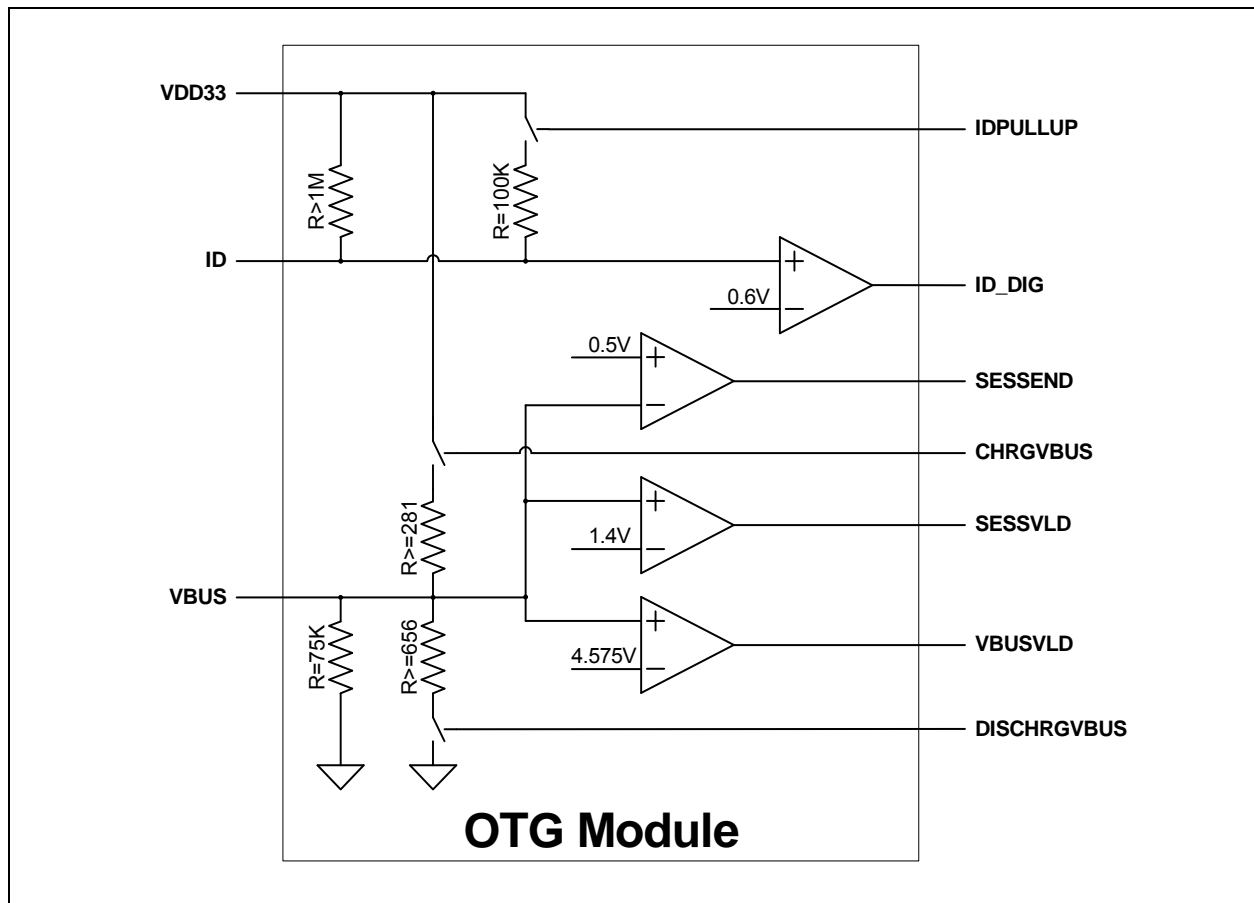 VDD33
IDPULLUP
R>1M
R=100K
ID
+
ID_DIG
0.6V
−
0.5V
+
SESSEND
−
CHRGVBUS
R>=281
+
SESSVLD
1.4V
−
VBUS
+
R=75K
R>=656
VBUSVLD
4.575V
−
DISCHRGVBUS
OTG Module